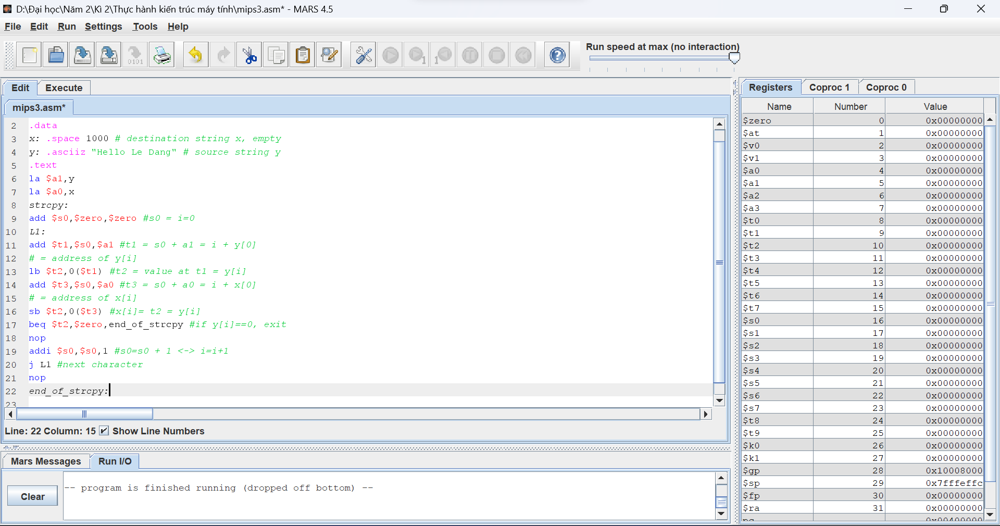 D:\Đại học\Năm 2\Kì 2\Thực hành kiến trúc máy tính\mips3.asm* - MARS 4.5
File Edit Run Settings Tools Help
Run speed at max (no interaction)
Edit Execute
mips3.asm*
2 .data
3 x: .space 1000 # destination string x, empty
4 y: .asciiz "Hello Le Dang" # source string y
5 .text
6 la $a1,y
7 la $a0,x
8 strcpy:
9 add $s0,$zero,$zero #s0 = i=0
10 L1:
11 add $t1,$s0,$a1 #t1 = s0 + a1 = i + y[0]
12 # = address of y[i]
13 lb $t2,0($t1) #t2 = value at t1 = y[i]
14 add $t3,$s0,$a0 #t3 = s0 + a0 = i + x[0]
15 # = address of x[i]
16 sb $t2,0($t3) #x[i]= t2 = y[i]
17 beq $t2,$zero,end_of_strcpy #if y[i]==0, exit
18 nop
19 addi $s0,$s0,1 #s0=s0 + 1 <-> i=i+1
20 j L1 #next character
21 nop
22 end_of_strcpy:
23
Line: 22 Column: 15 Show Line Numbers
Mars Messages Run I/O
Clear
-- program is finished running (dropped off bottom) --
Registers Coproc 1 Coproc 0
Name Number Value
$zero 0 0x00000000
$at 1 0x00000000
$v0 2 0x00000000
$v1 3 0x00000000
$a0 4 0x00000000
$a1 5 0x00000000
$a2 6 0x00000000
$a3 7 0x00000000
$t0 8 0x00000000
$t1 9 0x00000000
$t2 10 0x00000000
$t3 11 0x00000000
$t4 12 0x00000000
$t5 13 0x00000000
$t6 14 0x00000000
$t7 15 0x00000000
$s0 16 0x00000000
$s1 17 0x00000000
$s2 18 0x00000000
$s3 19 0x00000000
$s4 20 0x00000000
$s5 21 0x00000000
$s6 22 0x00000000
$s7 23 0x00000000
$t8 24 0x00000000
$t9 25 0x00000000
$k0 26 0x00000000
$k1 27 0x00000000
$gp 28 0x10008000
$sp 29 0x7fffeffc
$fp 30 0x00000000
$ra 31 0x00000000
pc 0x00400000